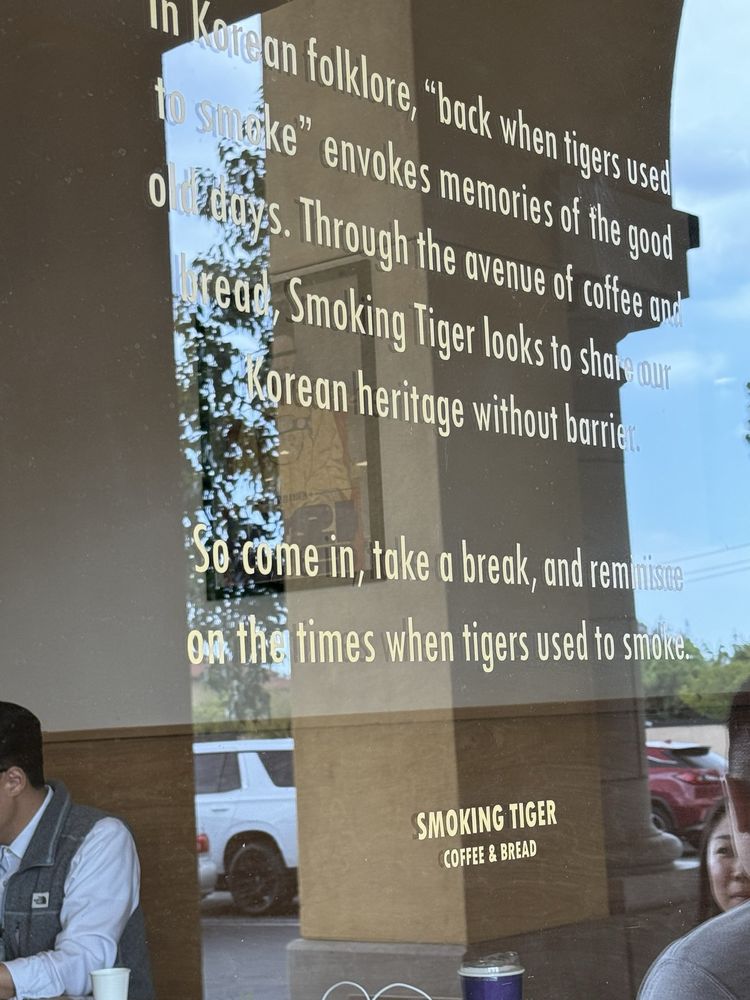 In Korean folklore, “back when tigers used
to smoke” envokes memories of the good
old days. Through the avenue of coffee and
bread, Smoking Tiger looks to share our
Korean heritage without barrier.
So come in, take a break, and reminisce
on the times when tigers used to smoke.
SMOKING TIGER
COFFEE & BREAD